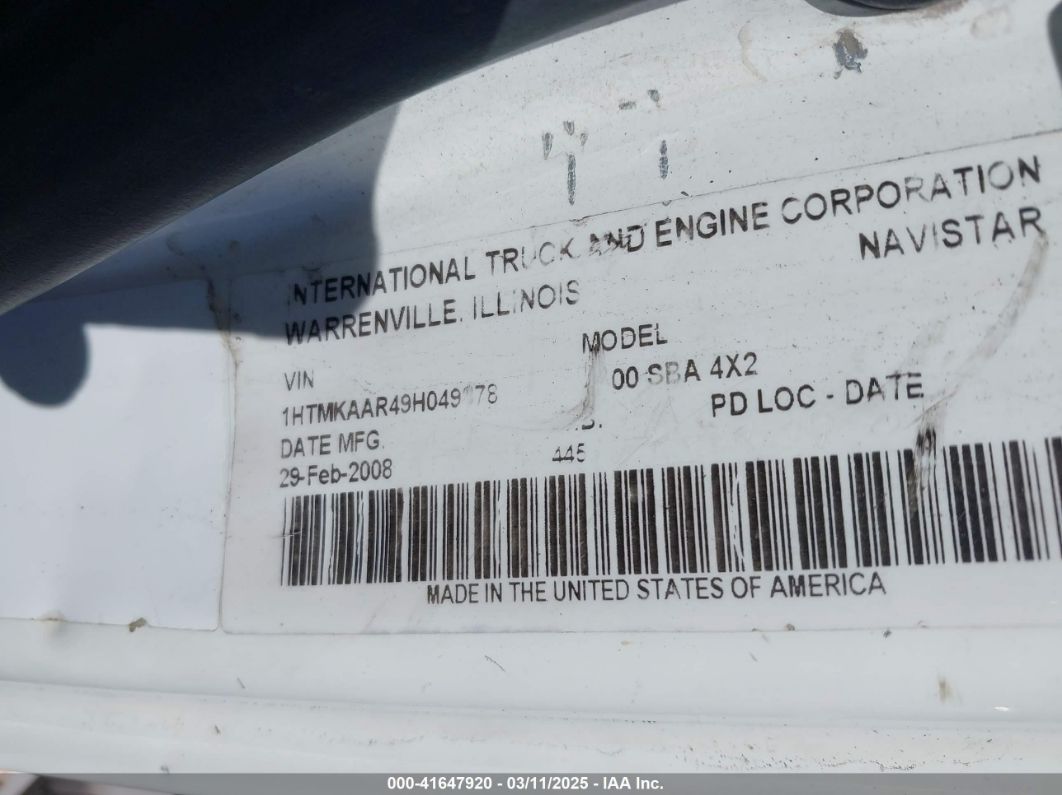 INTERNATIONAL TRUCK AND ENGINE CORPORATION
NAVISTAR
WARRENVILLE, ILLINOIS
MODEL
VIN
00 SBA 4X2
PD LOC - DATE
DATE MFG.
445
29-Feb-2008
MADE IN THE UNITED STATES OF AMERICA
000-41647920 - 03/11/2025 - IAA Inc.